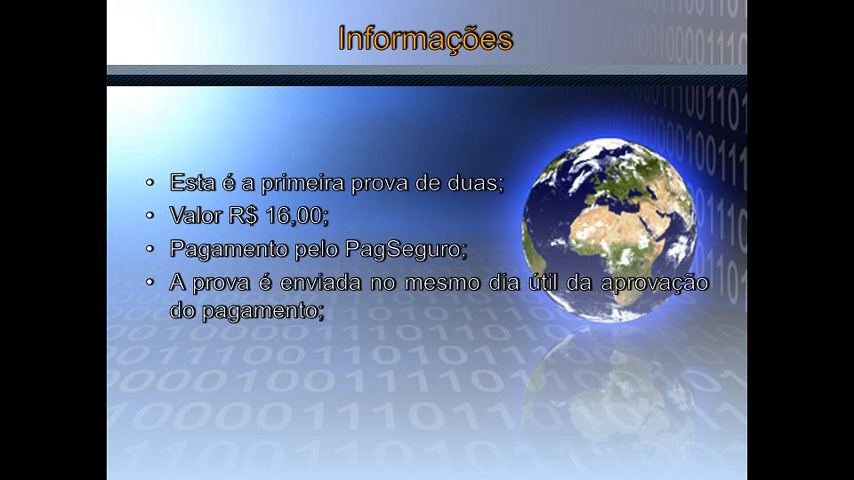 Informações
• Esta é a primeira prova de duas;
• Valor R$ 16,00;
• Pagamento pelo PagSeguro;
• A prova é enviada no mesmo dia útil da aprovação
do pagamento;